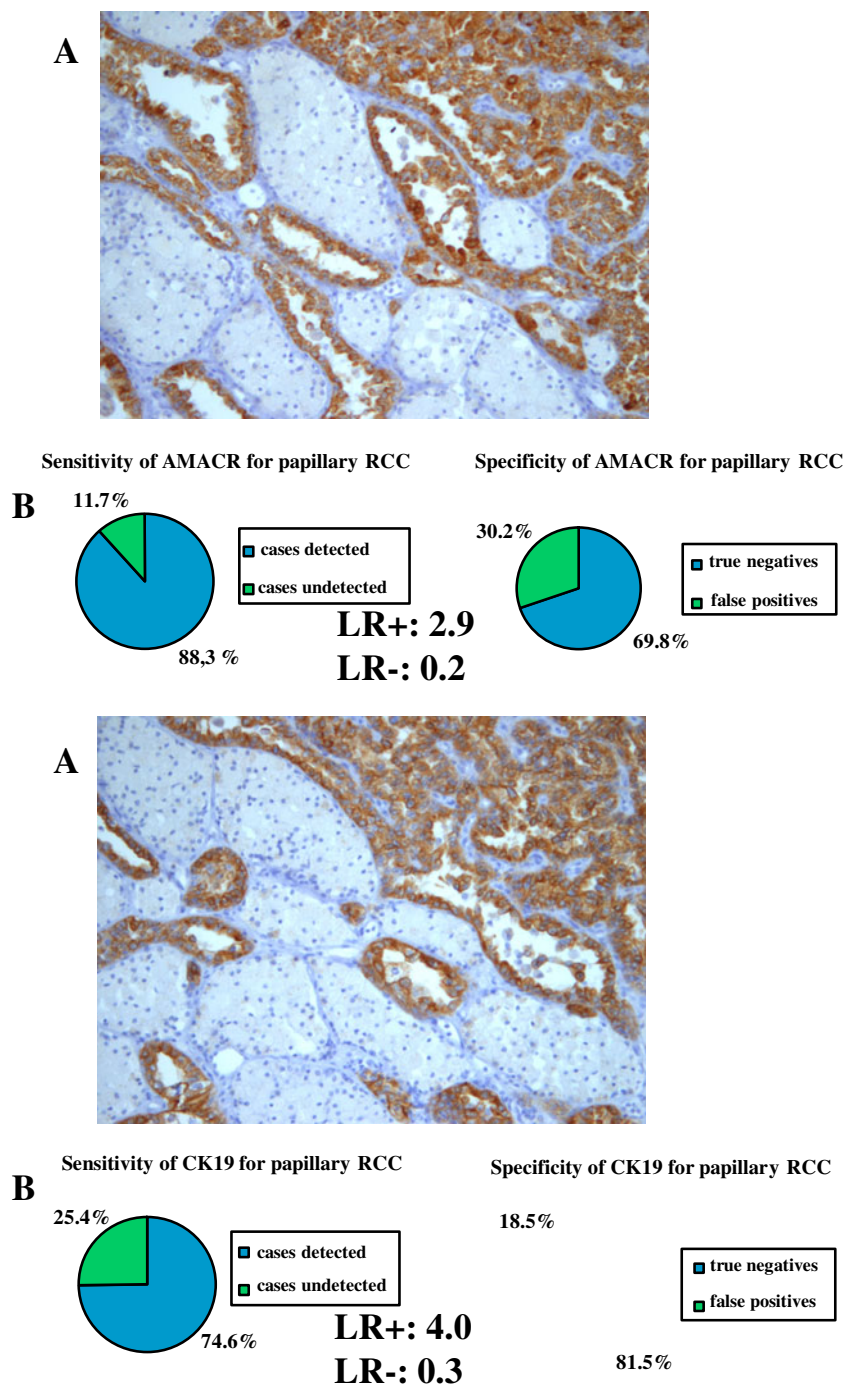 A
Sensitivity of AMACR for papillary RCC
Specificity of AMACR for papillary RCC
B
11.7%
cases detected
cases undetected
88,3 %
LR+: 2.9
LR-: 0.2
30.2%
true negatives
false positives
69.8%
A
Sensitivity of CK19 for papillary RCC
Specificity of CK19 for papillary RCC
B
25.4%
cases detected
cases undetected
74.6%
LR+: 4.0
LR-: 0.3
18.5%
true negatives
false positives
81.5%